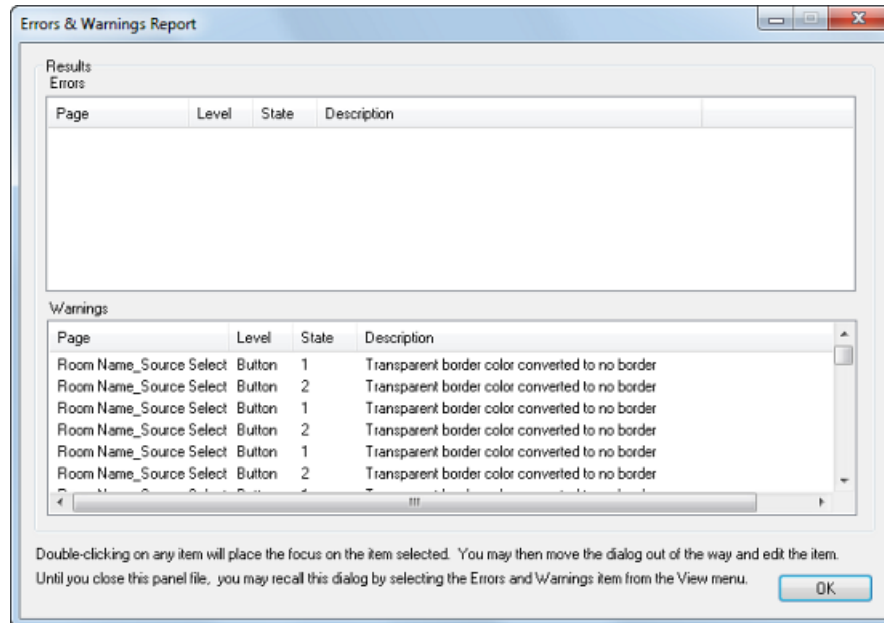 Errors & Warnings Report
Results
Errors
Page Level State Description
Warnings
Page Level State Description
Room Name_Source Select Button 1 Transparent border color converted to no border
Room Name_Source Select Button 2 Transparent border color converted to no border
Room Name_Source Select Button 1 Transparent border color converted to no border
Room Name_Source Select Button 2 Transparent border color converted to no border
Room Name_Source Select Button 1 Transparent border color converted to no border
Room Name_Source Select Button 2 Transparent border color converted to no border
Double-clicking on any item will place the focus on the item selected. You may then move the dialog out of the way and edit the item.
Until you close this panel file, you may recall this dialog by selecting the Errors and Warnings item from the View menu.
OK